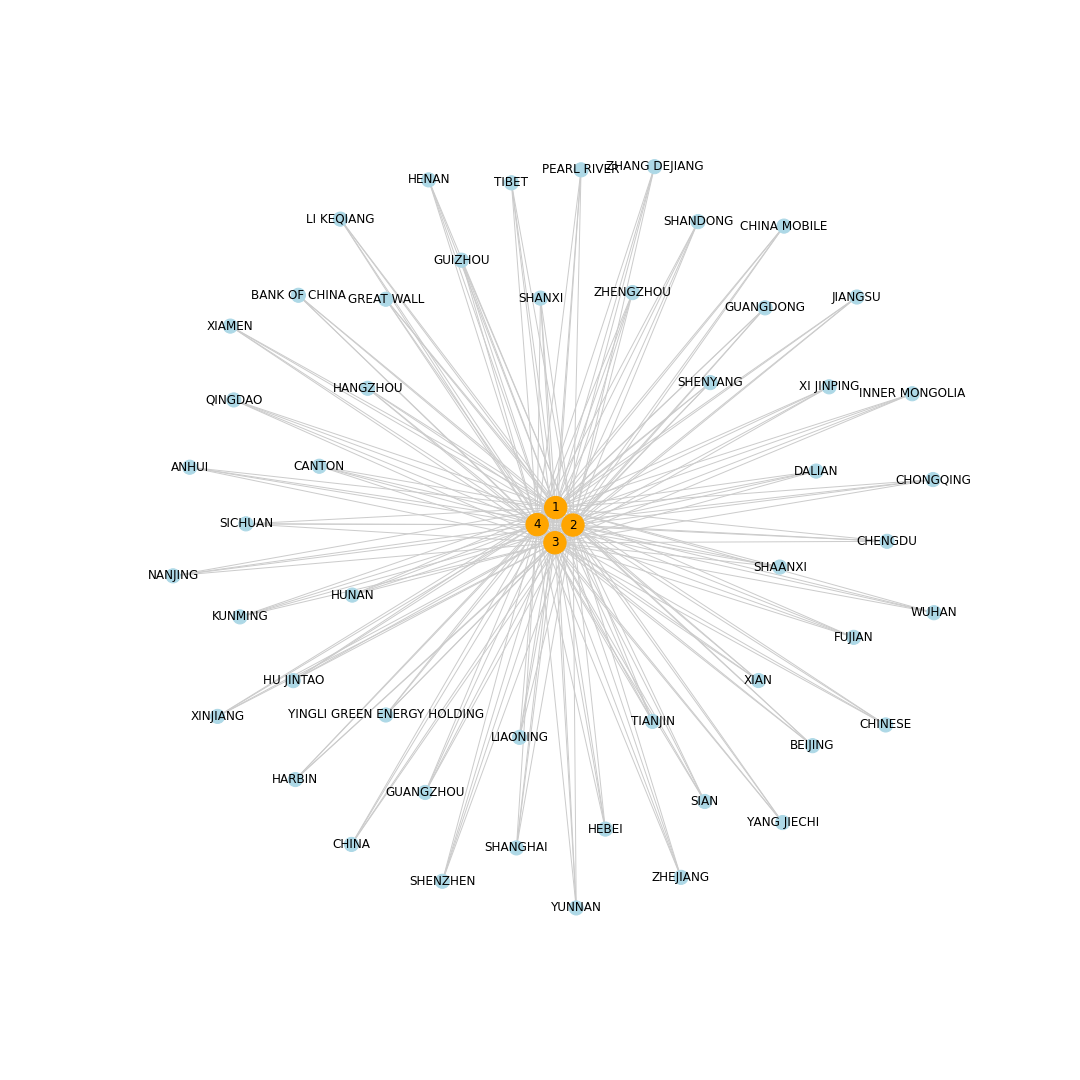 ZHANG DEJIANG
PEARL RIVER
HENAN
TIBET
LI KEQIANG
SHANDONG
CHINA MOBILE
GUIZHOU
ZHENGZHOU
BANK OF CHINA
GREAT WALL
SHANXI
JIANGSU
GUANGDONG
XIAMEN
SHENYANG
HANGZHOU
XI JINPING
INNER MONGOLIA
QINGDAO
ANHUI
CANTON
DALIAN
CHONGQING
1
SICHUAN
4
2
3
CHENGDU
SHAANXI
NANJING
HUNAN
WUHAN
KUNMING
FUJIAN
HU JINTAO
XIAN
XINJIANG
YINGLI GREEN ENERGY HOLDING
TIANJIN
CHINESE
LIAONING
BEIJING
HARBIN
GUANGZHOU
SIAN
YANG JIECHI
HEBEI
CHINA
SHANGHAI
ZHEJIANG
SHENZHEN
YUNNAN